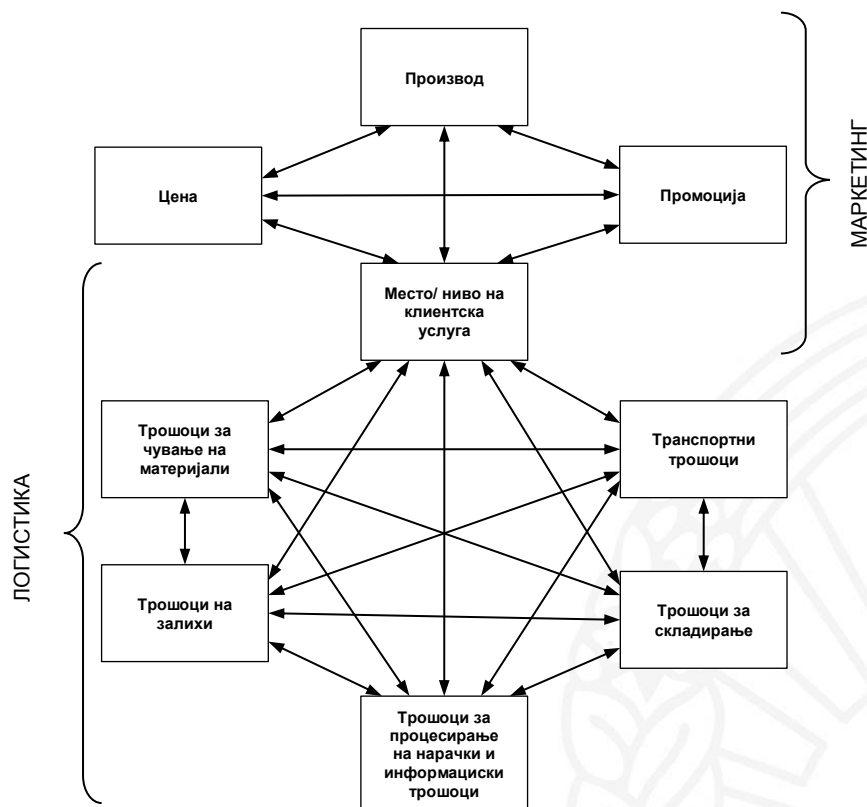 Производ
МАРКЕТИНГ
Цена
Промоција
Место/ ниво на
клиентска
услуга
ЛОГИСТИКА
Трошоци за
чување на
материјали
Транспортни
трошоци
Трошоци на
залихи
Трошоци за
складирање
Трошоци за
процесирање
на нарачки и
информациски
трошоци